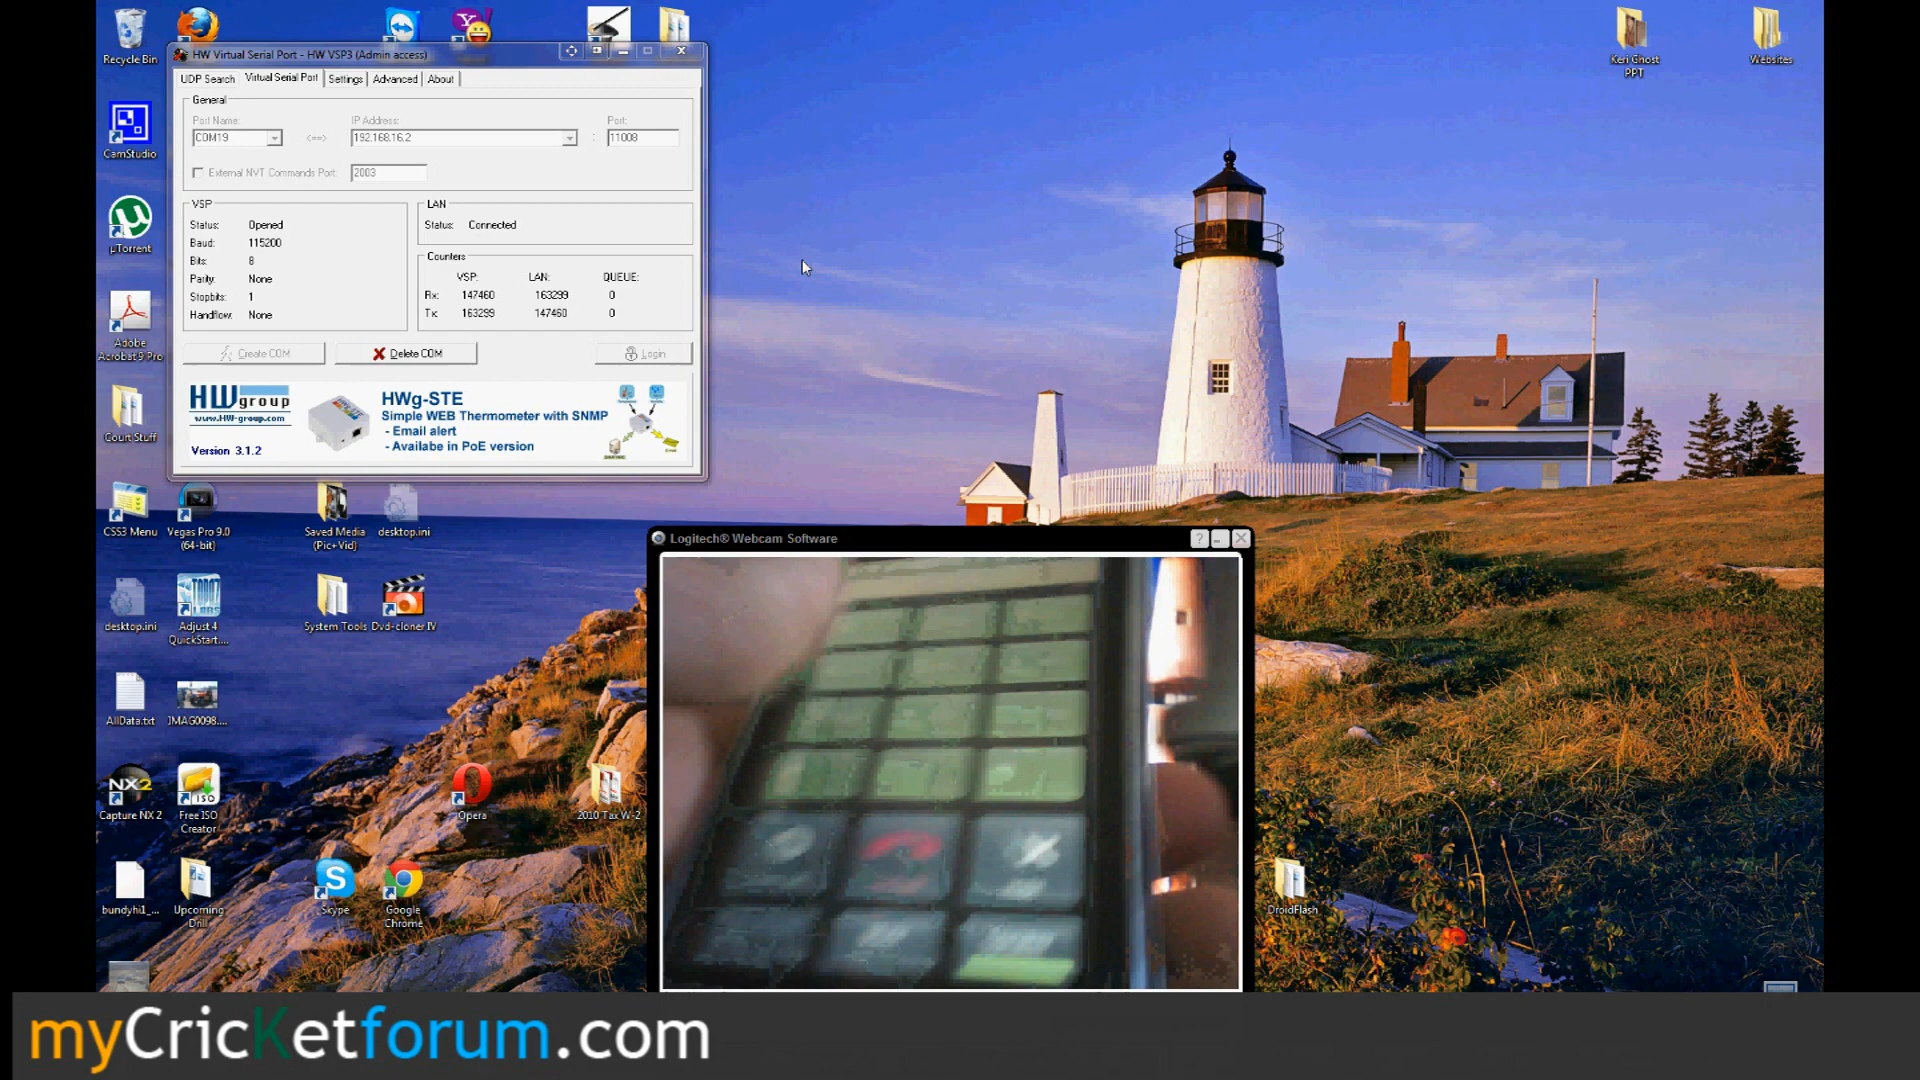 Recycle Bin
Keri Ghost
PPT
Websites
HW Virtual Serial Port - HW VSP3 (Admin access)
UDP Search
Virtual Serial Port
Settings
Advanced
About
General
Port Name:
IP Address:
Port:
COM19
<==>
192.168.16.2
:
11008
External NVT Commands Port:
2003
VSP
Status: Opened
Baud: 115200
Bits: 8
Parity: None
Stopbits: 1
Handflow: None
LAN
Status: Connected
Counters
VSP: LAN: QUEUE:
Rx: 147460 163299 0
Tx: 163299 147460 0
Create COM
Delete COM
Login
HWgroup
www.HW-group.com
Version 3.1.2
HWg-STE
Simple WEB Thermometer with SNMP
- Email alert
- Availabe in PoE version
CamStudio
µTorrent
Adobe
Acrobat 9 Pro
Court Stuff
CSS3 Menu
Vegas Pro 9.0
(64-bit)
Saved Media
(Pic+Vid)
desktop.ini
Logitech® Webcam Software
desktop.ini
Adjust 4
QuickStart....
System Tools
Dvd-cloner IV
AllData.txt
IMAG0098....
NX2
Capture NX 2
ISO
Free ISO
Creator
Opera
2010 Tax W-2
bundyhi1_...
Upcoming
Drill
Skype
Google
Chrome
DroidFlash
myCricKetforum.com